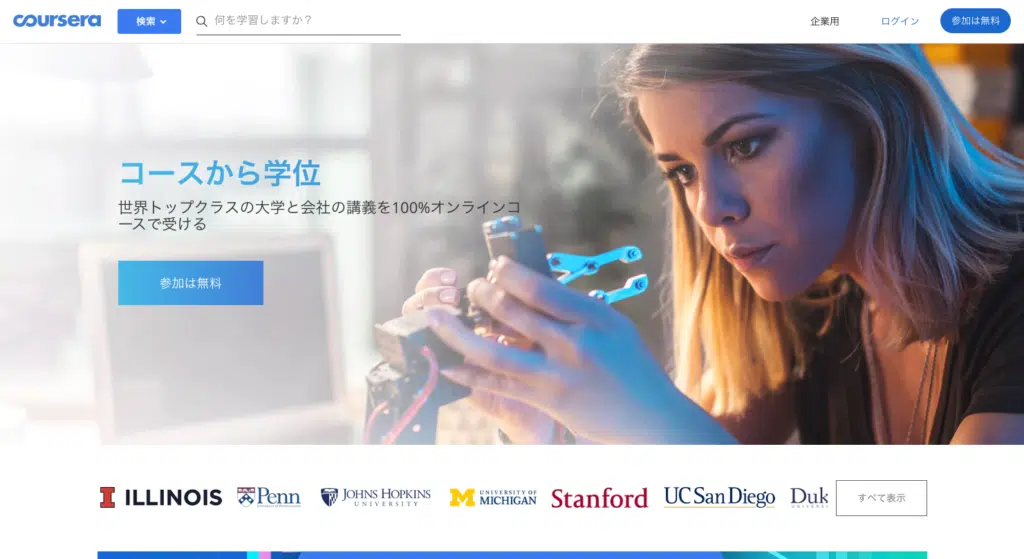 coursera
検索
何を学習しますか？
企業用
ログイン
参加は無料
コースから学位
世界トップクラスの大学と会社の講義を100%オンラインコ
ースで受ける
参加は無料
I ILLINOIS
Penn
JOHNS HOPKINS
UNIVERSITY
M UNIVERSITY OF
MICHIGAN
Stanford
UC San Diego
Duk
すべて表示